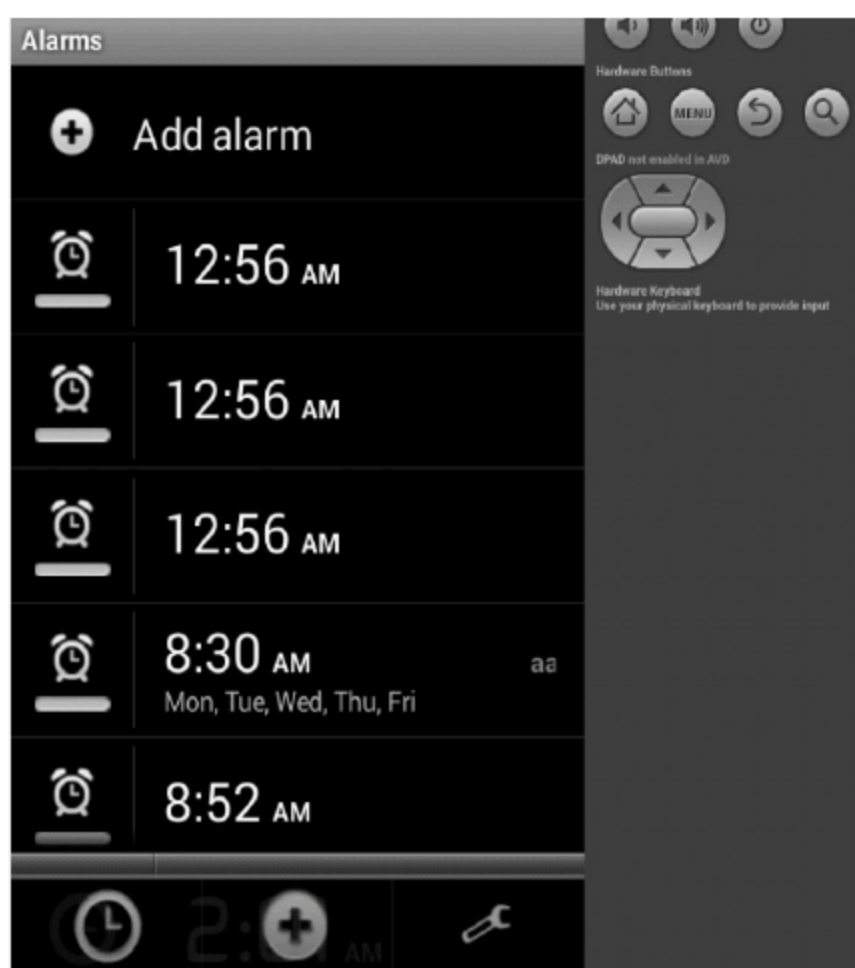 Alarms
Add alarm
12:56 AM
12:56 AM
12:56 AM
8:30 AM
aa
Mon, Tue, Wed, Thu, Fri
8:52 AM
AM
Hardware Buttons
MENU
DPAD not enabled in AVD
Hardware Keyboard
Use your physical keyboard to provide input